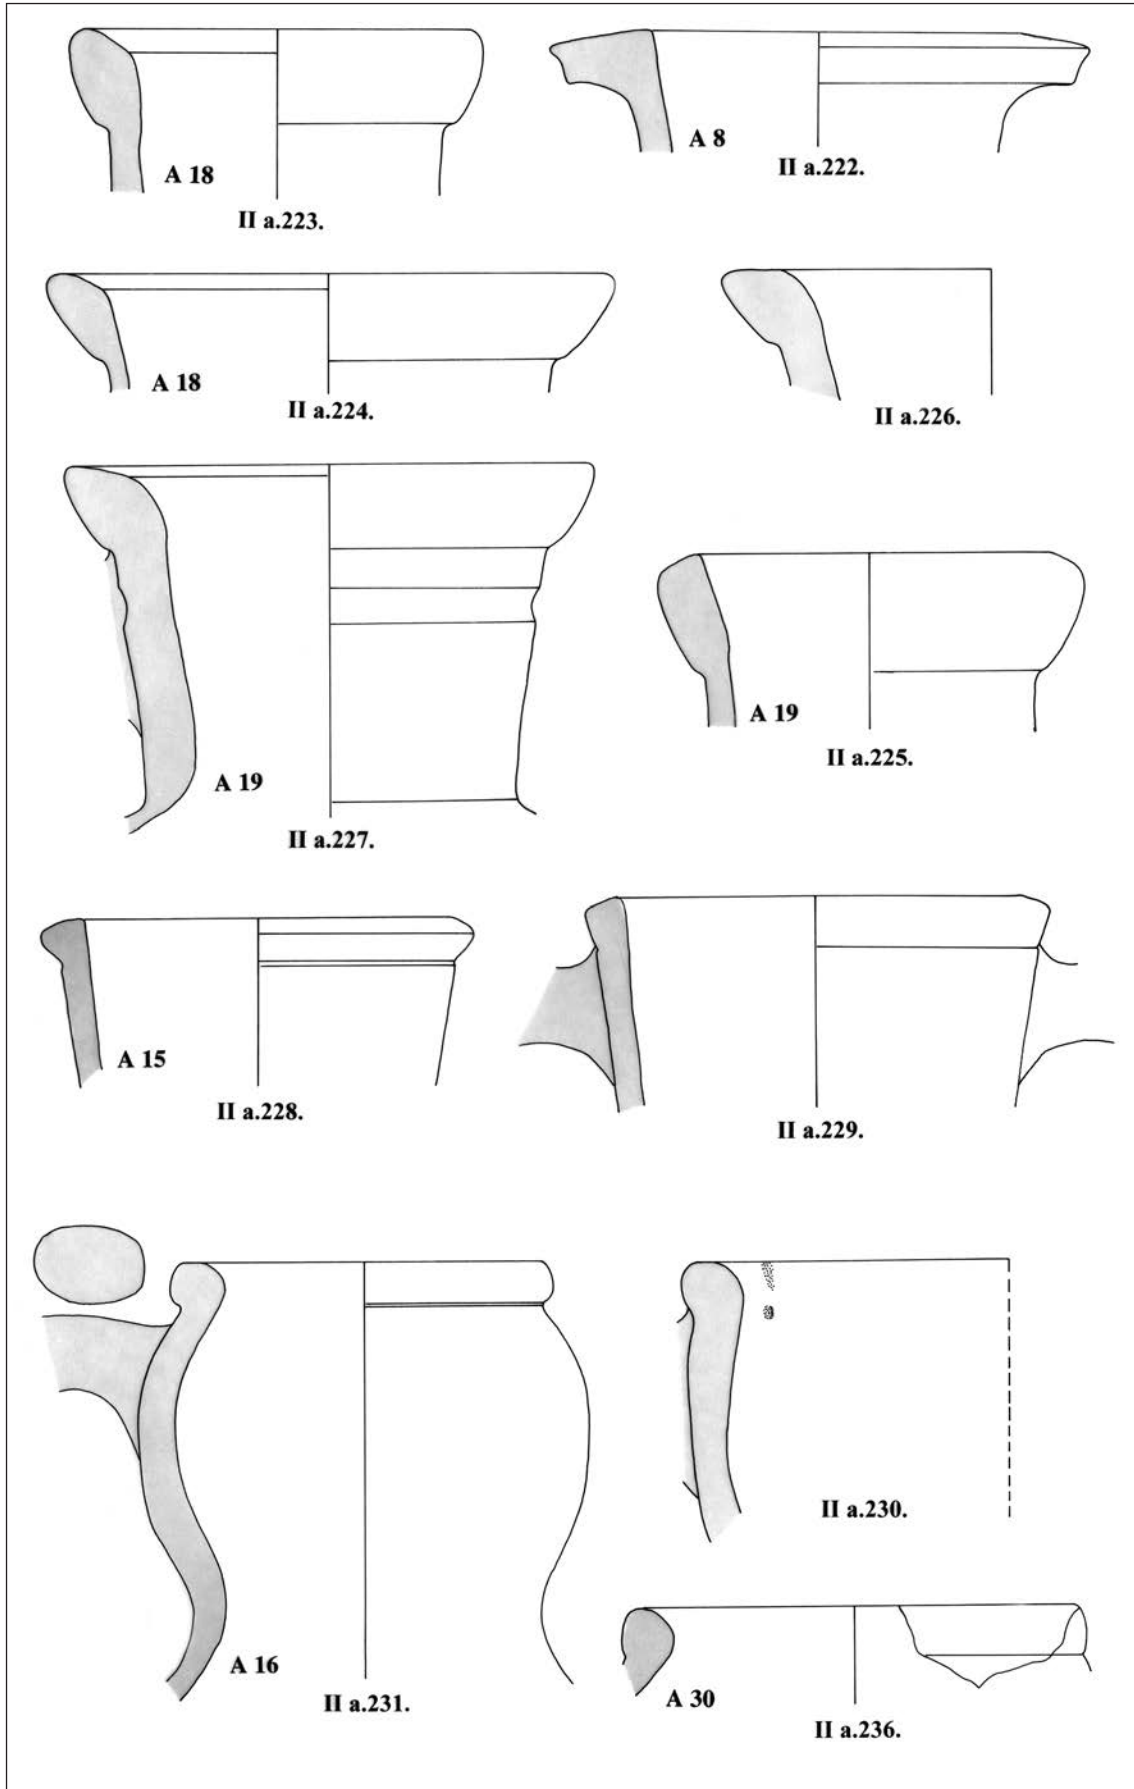 A 18
II a.223.
A 8
II a.222.
A 18
II a.224.
II a.226.
A 19
II a.227.
A 19
II a.225.
A 15
II a.228.
II a.229.
A 16
II a.231.
II a.230.
A 30
II a.236.